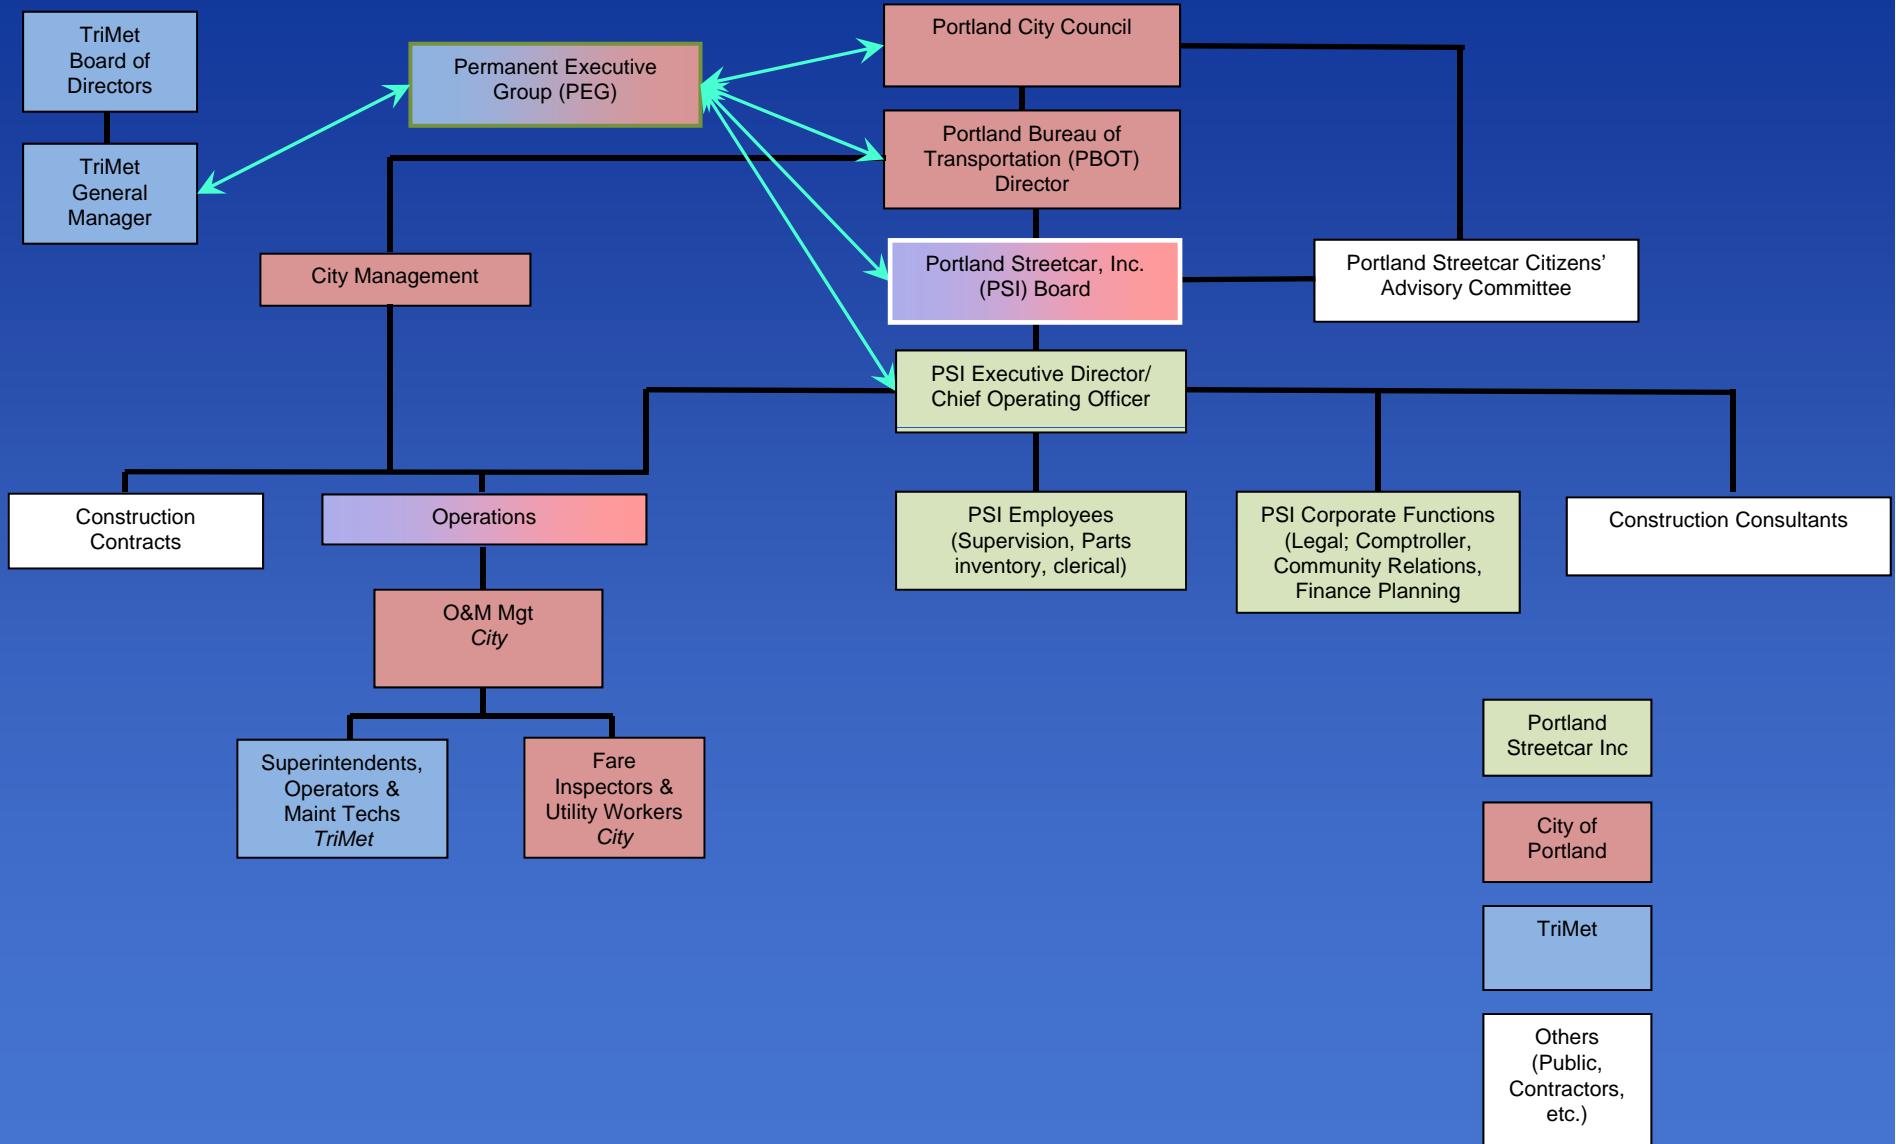 TriMet
Board of
Directors
TriMet
General
Manager
Permanent Executive
Group (PEG)
Portland City Council
Portland Bureau of
Transportation (PBOT)
Director
City Management
Portland Streetcar, Inc.
(PSI) Board
Portland Streetcar Citizens’
Advisory Committee
PSI Executive Director/
Chief Operating Officer
Construction
Contracts
Operations
PSI Employees
(Supervision, Parts
inventory, clerical)
PSI Corporate Functions
(Legal; Comptroller,
Community Relations,
Finance Planning
Construction Consultants
O&M Mgt
City
Superintendents,
Operators &
Maint Techs
TriMet
Fare
Inspectors &
Utility Workers
City
Portland
Streetcar Inc
City of
Portland
TriMet
Others
(Public,
Contractors,
etc.)